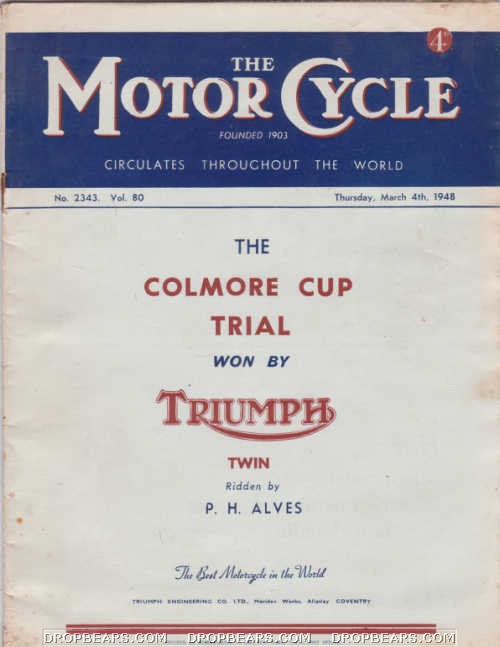 4D
THE
MOTOR CYCLE
FOUNDED 1903
CIRCULATES THROUGHOUT THE WORLD
No. 2343. Vol. 80 Thursday, March 4th, 1948
THE
COLMORE CUP
TRIAL
WON BY
TRIUMPH
TWIN
Ridden by
P. H. ALVES
The Best Motorcycle in the World
TRIUMPH ENGINEERING CO. LTD., Meriden Works, Allesley COVENTRY
DROPBEARS.COM DROPBEARS.COM DROPBEARS.COM